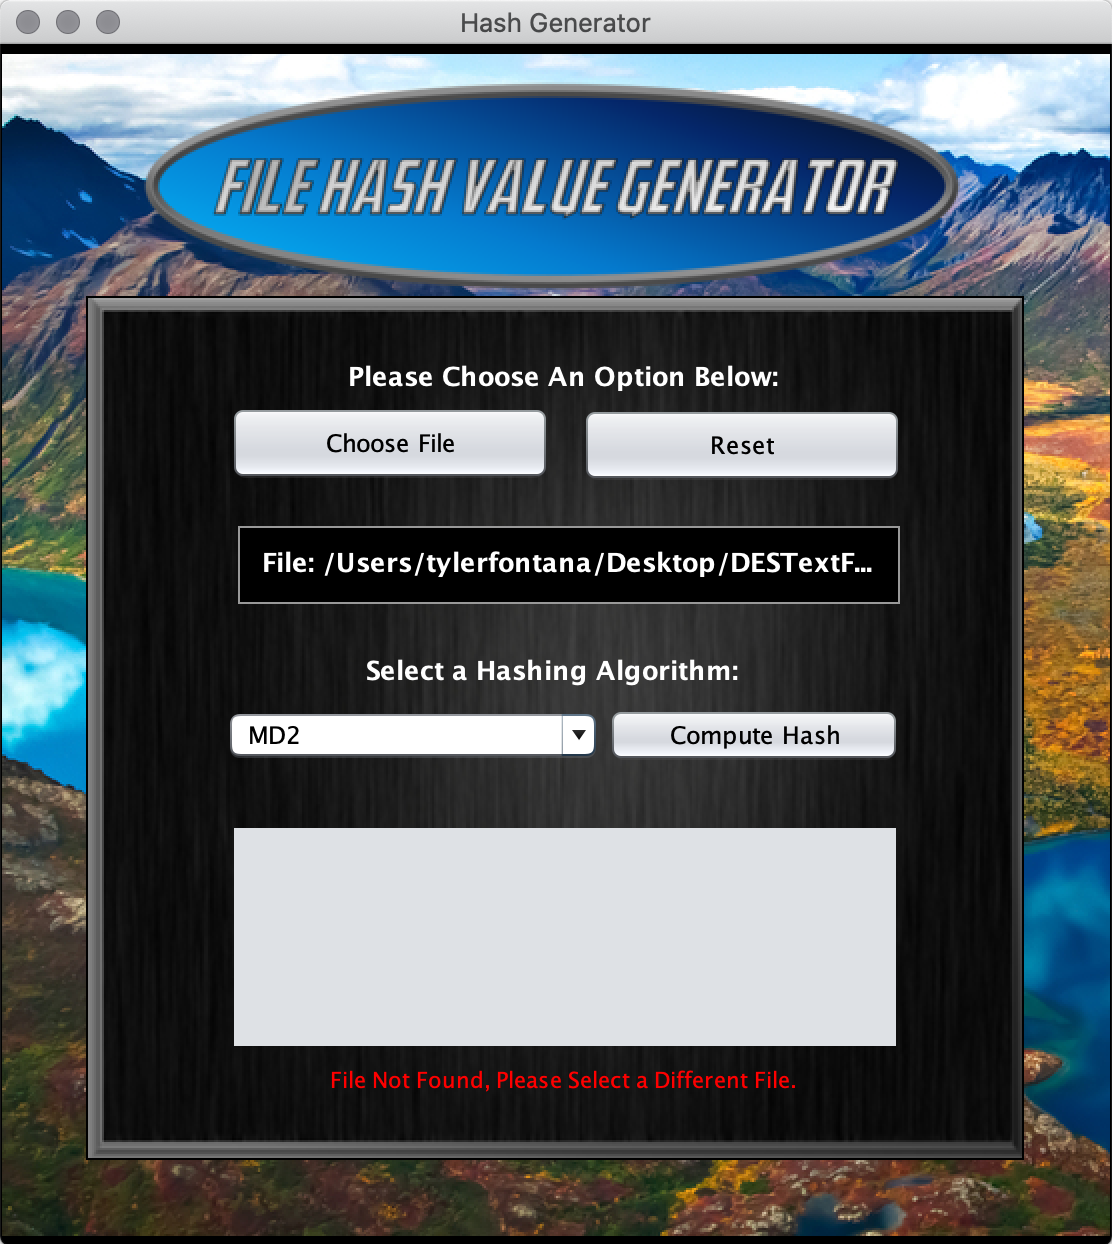 Hash Generator
FILE HASH VALUE GENERATOR
Please Choose An Option Below:
Choose File
Reset
File: /Users/tylerfontana/Desktop/DESTextF...
Select a Hashing Algorithm:
MD2
Compute Hash
File Not Found, Please Select a Different File.